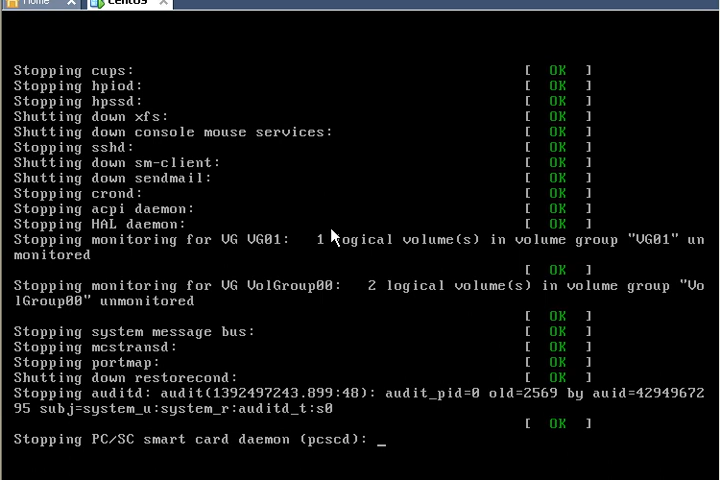 Home
CentOS
Stopping cups: [ OK ]
Stopping hpiod: [ OK ]
Stopping hpssd: [ OK ]
Shutting down xfs: [ OK ]
Shutting down console mouse services: [ OK ]
Stopping sshd: [ OK ]
Shutting down sm-client: [ OK ]
Shutting down sendmail: [ OK ]
Stopping crond: [ OK ]
Stopping acpi daemon: [ OK ]
Stopping HAL daemon: [ OK ]
Stopping monitoring for VG VG01: 1 logical volume(s) in volume group "VG01" un
monitored
[ OK ]
Stopping monitoring for VG VolGroup00: 2 logical volume(s) in volume group "Vo
lGroup00" unmonitored
[ OK ]
Stopping system message bus: [ OK ]
Stopping mcstransd: [ OK ]
Stopping portmap: [ OK ]
Shutting down restorecond: [ OK ]
Stopping auditd: audit(1392497243.899:48): audit_pid=0 old=2569 by auid=42949672
95 subj=system_u:system_r:auditd_t:s0
[ OK ]
Stopping PC/SC smart card daemon (pcscd): _